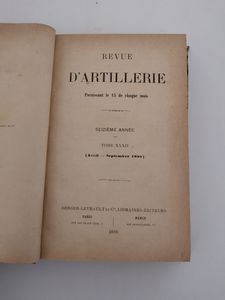 REVUE
D'ARTILLERIE
Paraissant le 15 de chaque mois
SEIZIÈME ANNÉE
TOME XXXII
(Avril — Septembre 1888)
BERGER-LEVRAULT & Cie, LIBRAIRES-ÉDITEURS
PARIS
NANCY
1888